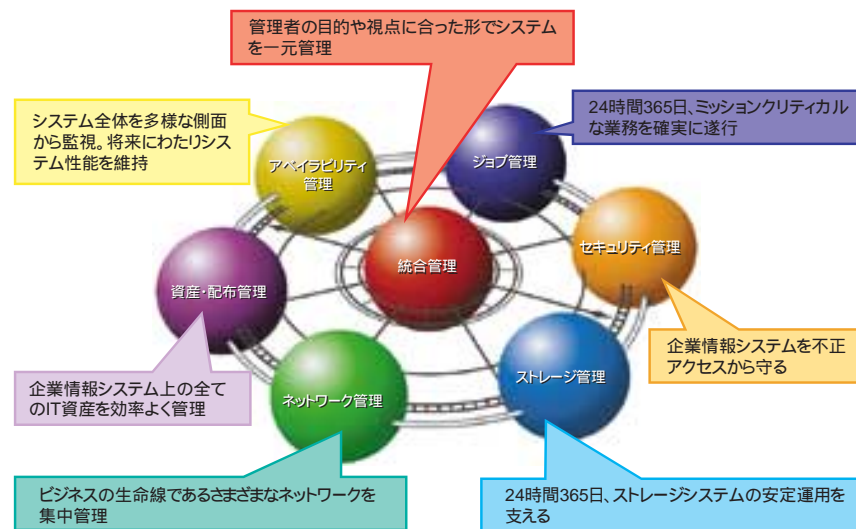 管理者の目的や視点に合った形でシステム
を一元管理
システム全体を多様な側面
から監視。将来にわたりシス
テム性能を維持
24時間365日、ミッションクリティカル
な業務を確実に遂行
アベイラビリティ
管理
ジョブ管理
セキュリティ管理
統合管理
資産・配布管理
ストレージ管理
ネットワーク管理
企業情報システムを不正
アクセスから守る
企業情報システム上の全て
のIT資産を効率よく管理
ビジネスの生命線であるさまざまなネットワークを
集中管理
24時間365日、ストレージシステムの安定運用を
支える